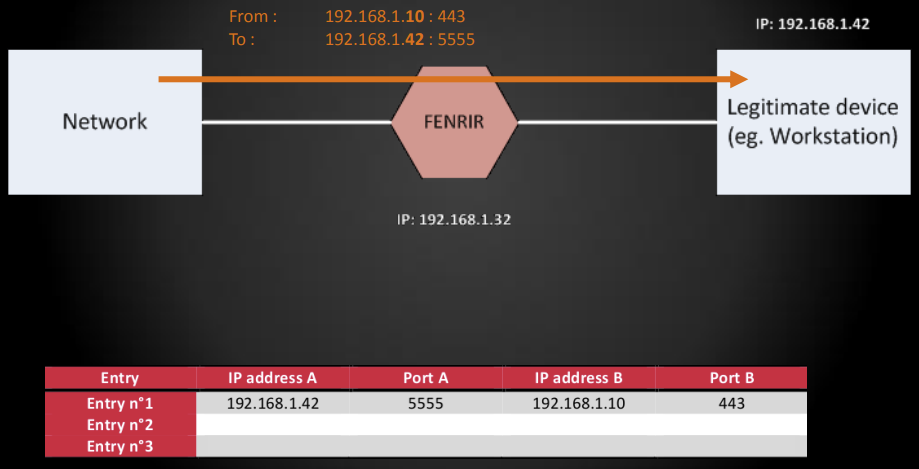 From :    192.168.1.10 : 443
To :    192.168.1.42 : 5555
IP: 192.168.1.42
Network
FENRIR
Legitimate device
(eg. Workstation)
IP: 192.168.1.32
Entry    IP address A    Port A    IP address B    Port B
Entry n°1    192.168.1.42    5555    192.168.1.10    443
Entry n°2
Entry n°3